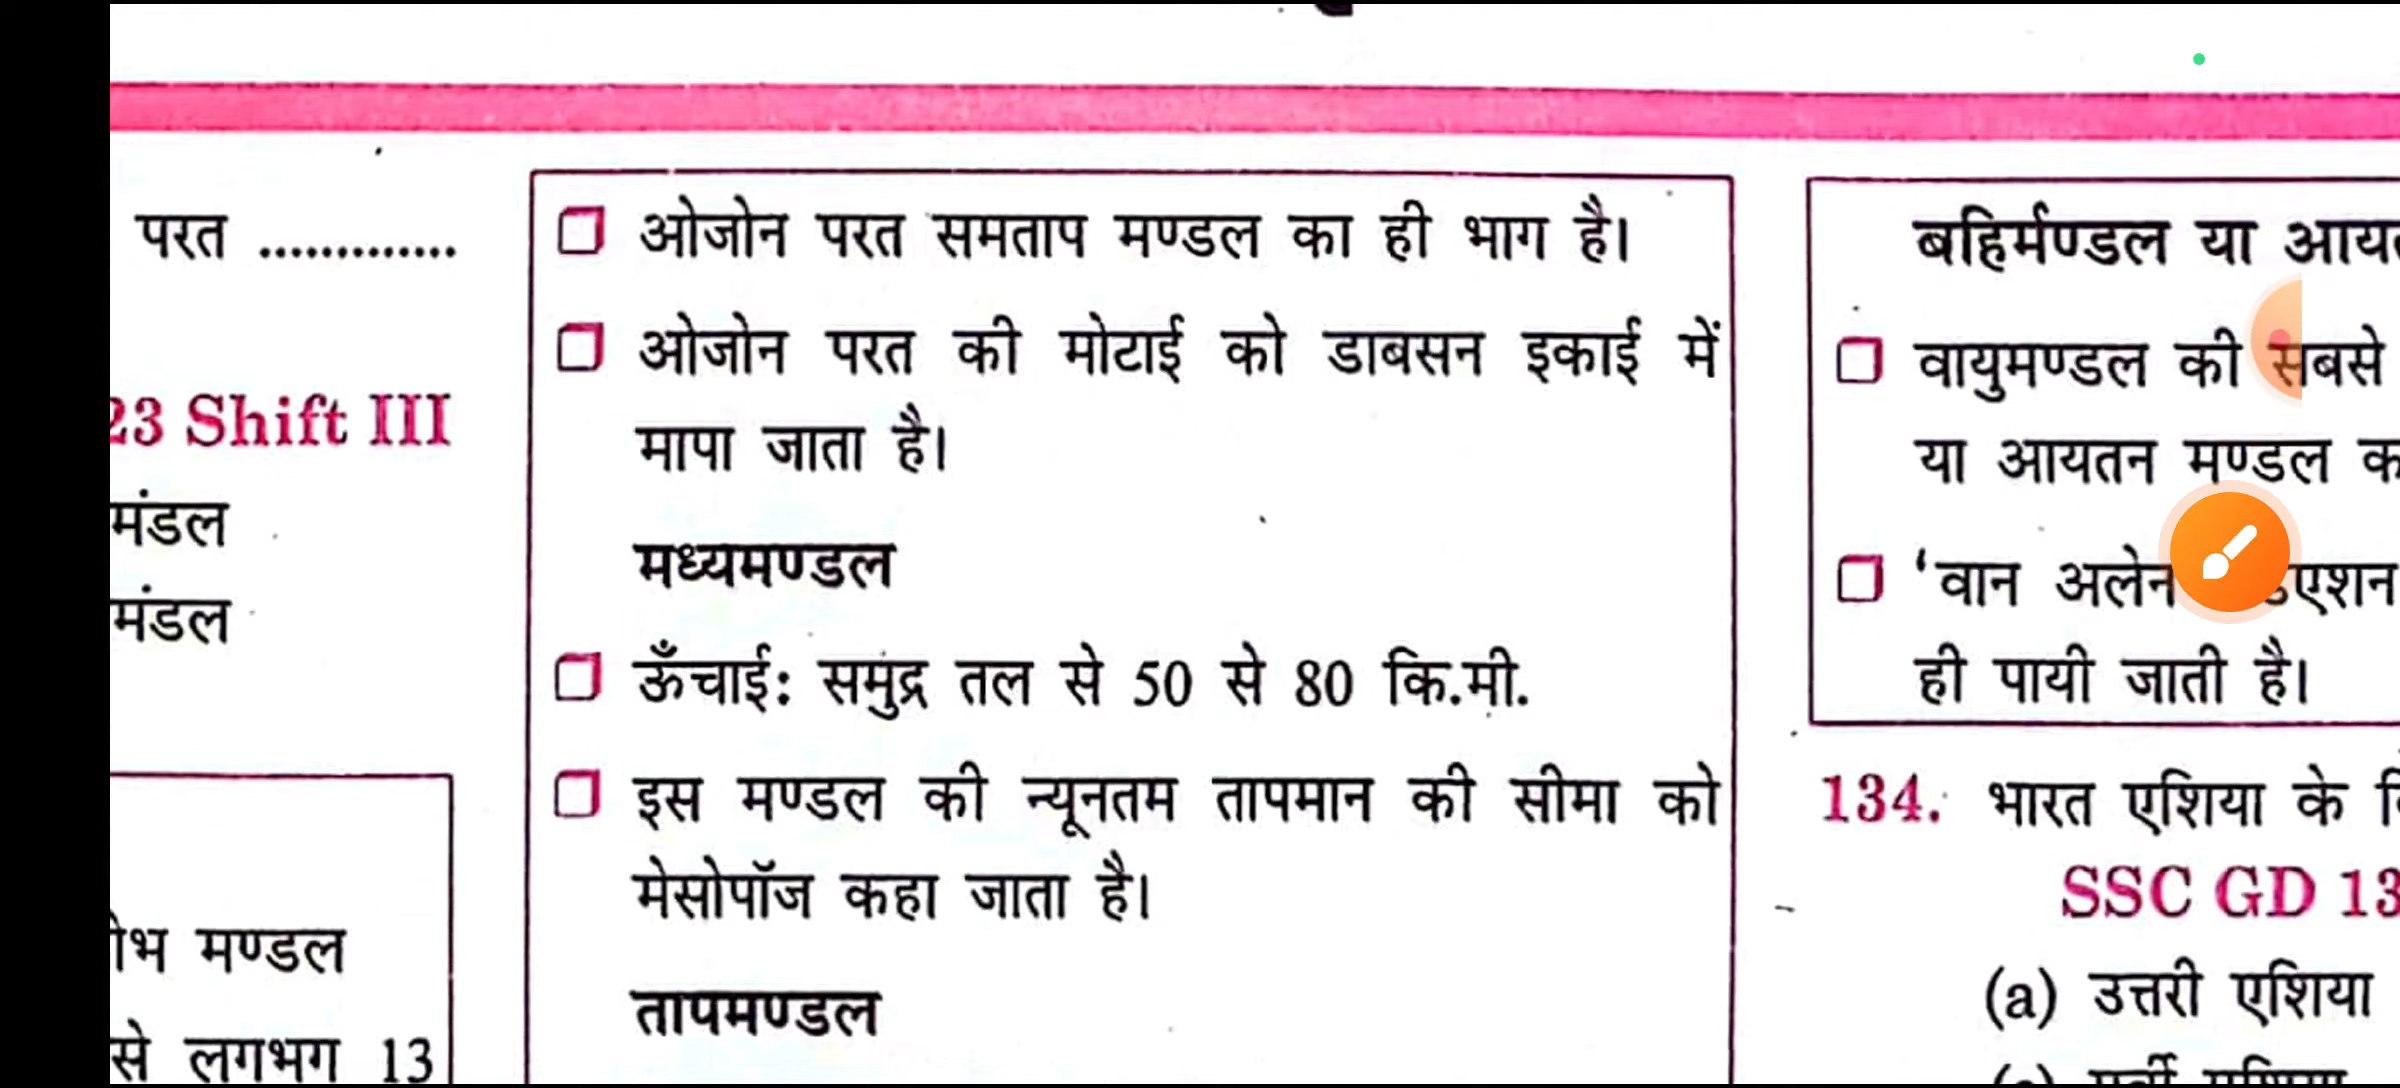 परत .............
23 Shift III
मंडल
मंडल
मण्डल
से लगभग 13
ओजोन परत समताप मण्डल का ही भाग है।
ओजोन परत की मोटाई को डाबसन इकाई में
मापा जाता है।
मध्यमण्डल
ऊँचाई: समुद्र तल से 50 से 80 कि.मी.
इस मण्डल की न्यूनतम तापमान की सीमा को
मेसोपॉज कहा जाता है।
तापमण्डल
बहिर्मण्डल या
वायुमण्डल की सबसे
या आयतन मण्डल
‘वान अलेन
ही पायी जाती है।
134. भारत एशिया के
SSC GD 13
(a) उत्तरी एशिया